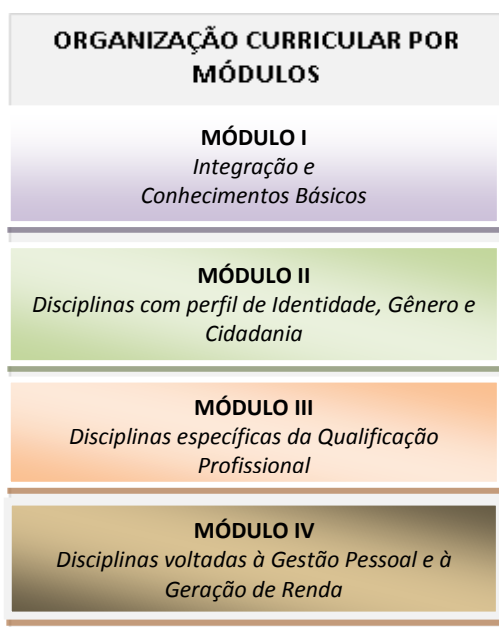 ORGANIZAÇÃO CURRICULAR POR
MÓDULOS
MÓDULO I
Integração e
Conhecimentos Básicos
MÓDULO II
Disciplinas com perfil de Identidade, Gênero e
Cidadania
MÓDULO III
Disciplinas específicas da Qualificação
Profissional
MÓDULO IV
Disciplinas voltadas à Gestão Pessoal e à
Geração de Renda